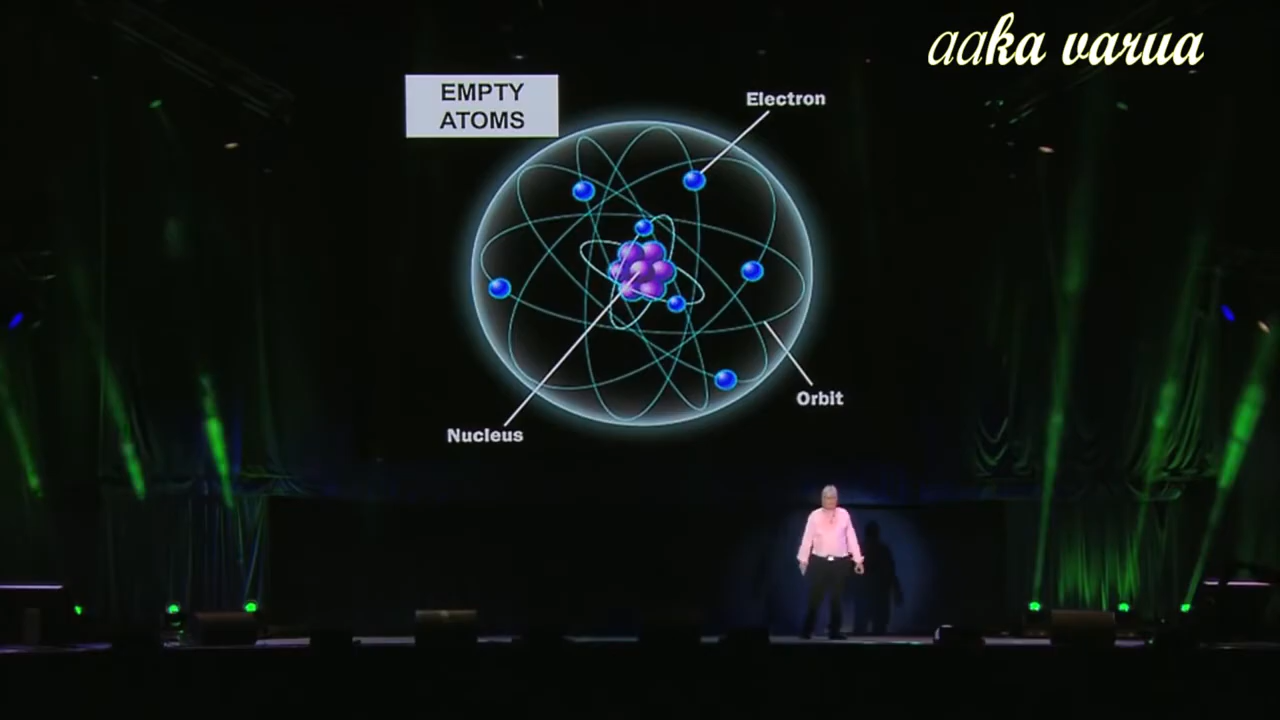 aaka varua
EMPTY
ATOMS
Electron
Orbit
Nucleus